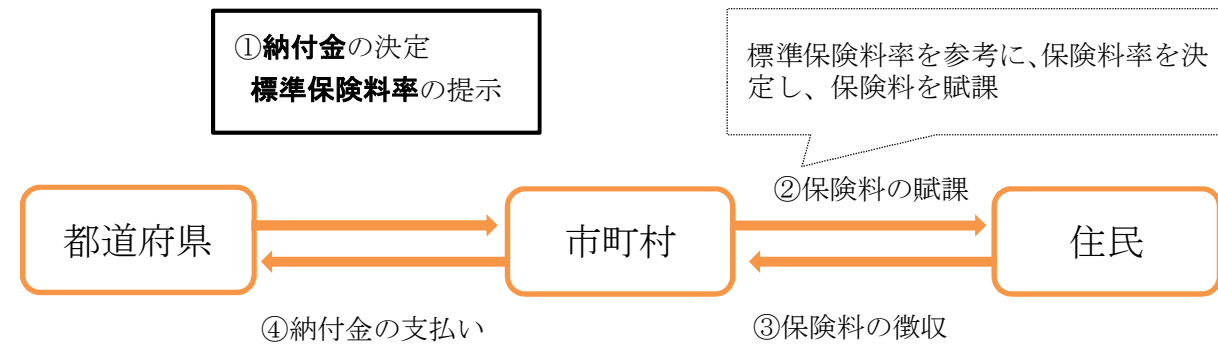 ①納付金の決定
標準保険料率の提示
標準保険料率を参考に、保険料率を決
定し、保険料を賦課
②保険料の賦課
都道府県
市町村
住民
④納付金の支払い
③保険料の徴収